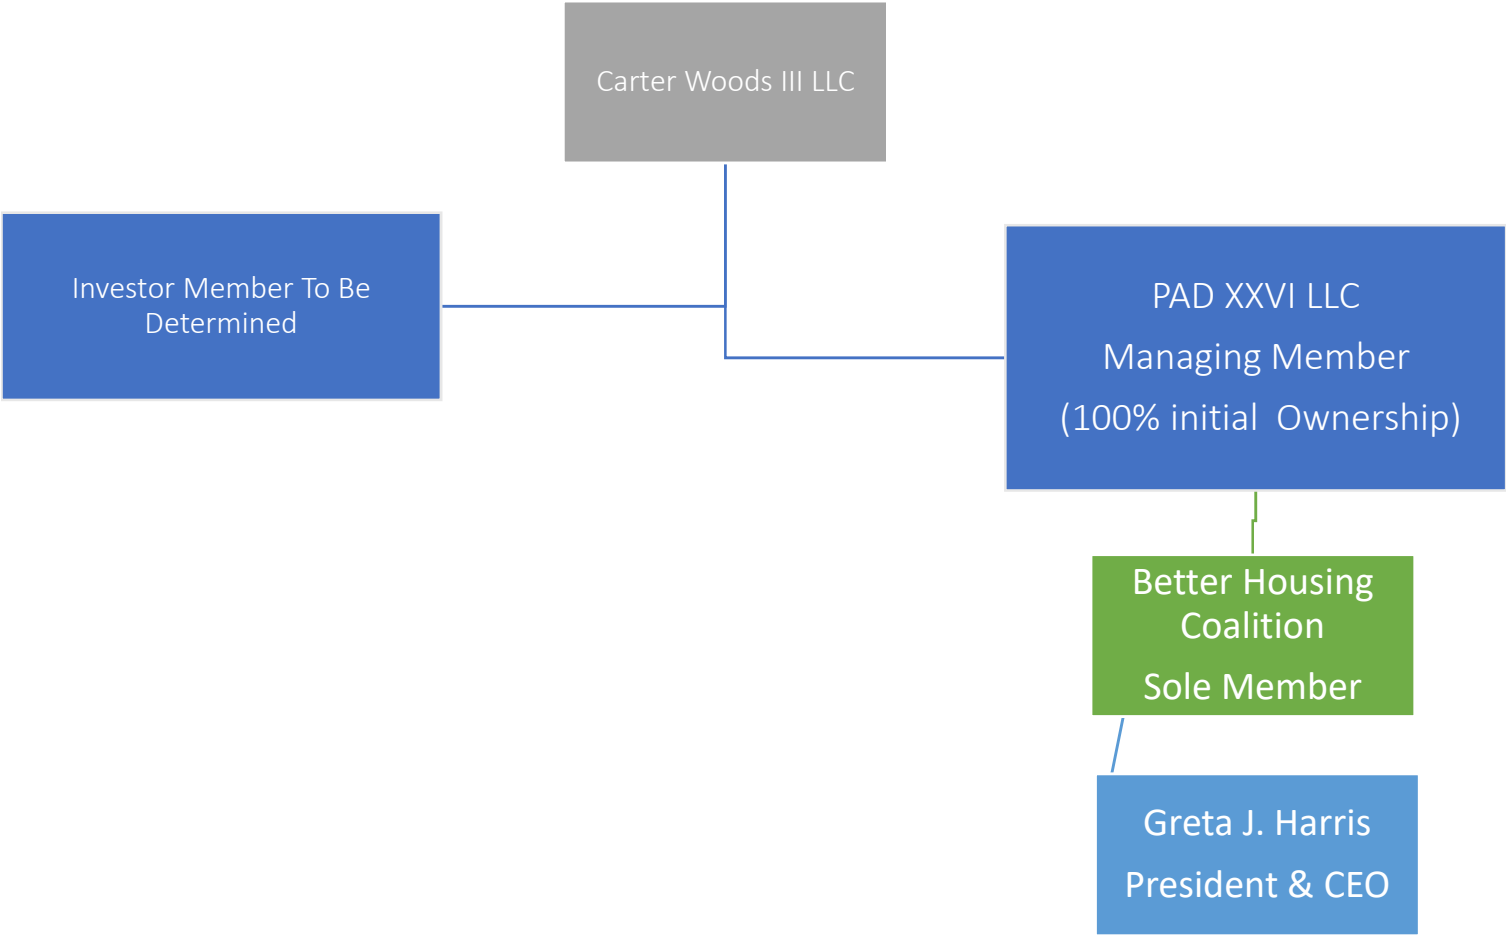 Carter Woods III LLC
Investor Member To Be
Determined
PAD XXVI LLC
Managing Member
(100% initial  Ownership)
Better Housing
Coalition
Sole Member
Greta J. Harris
President & CEO